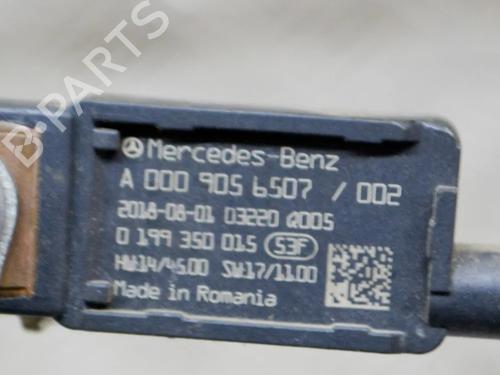 Mercedes-Benz
A 000 905 6507 / 002
2018-08-01 03220 Q005
0 199 350 015 S3F
HW14/45.00 SW17/11.00
Made in Romania
B-PARTS